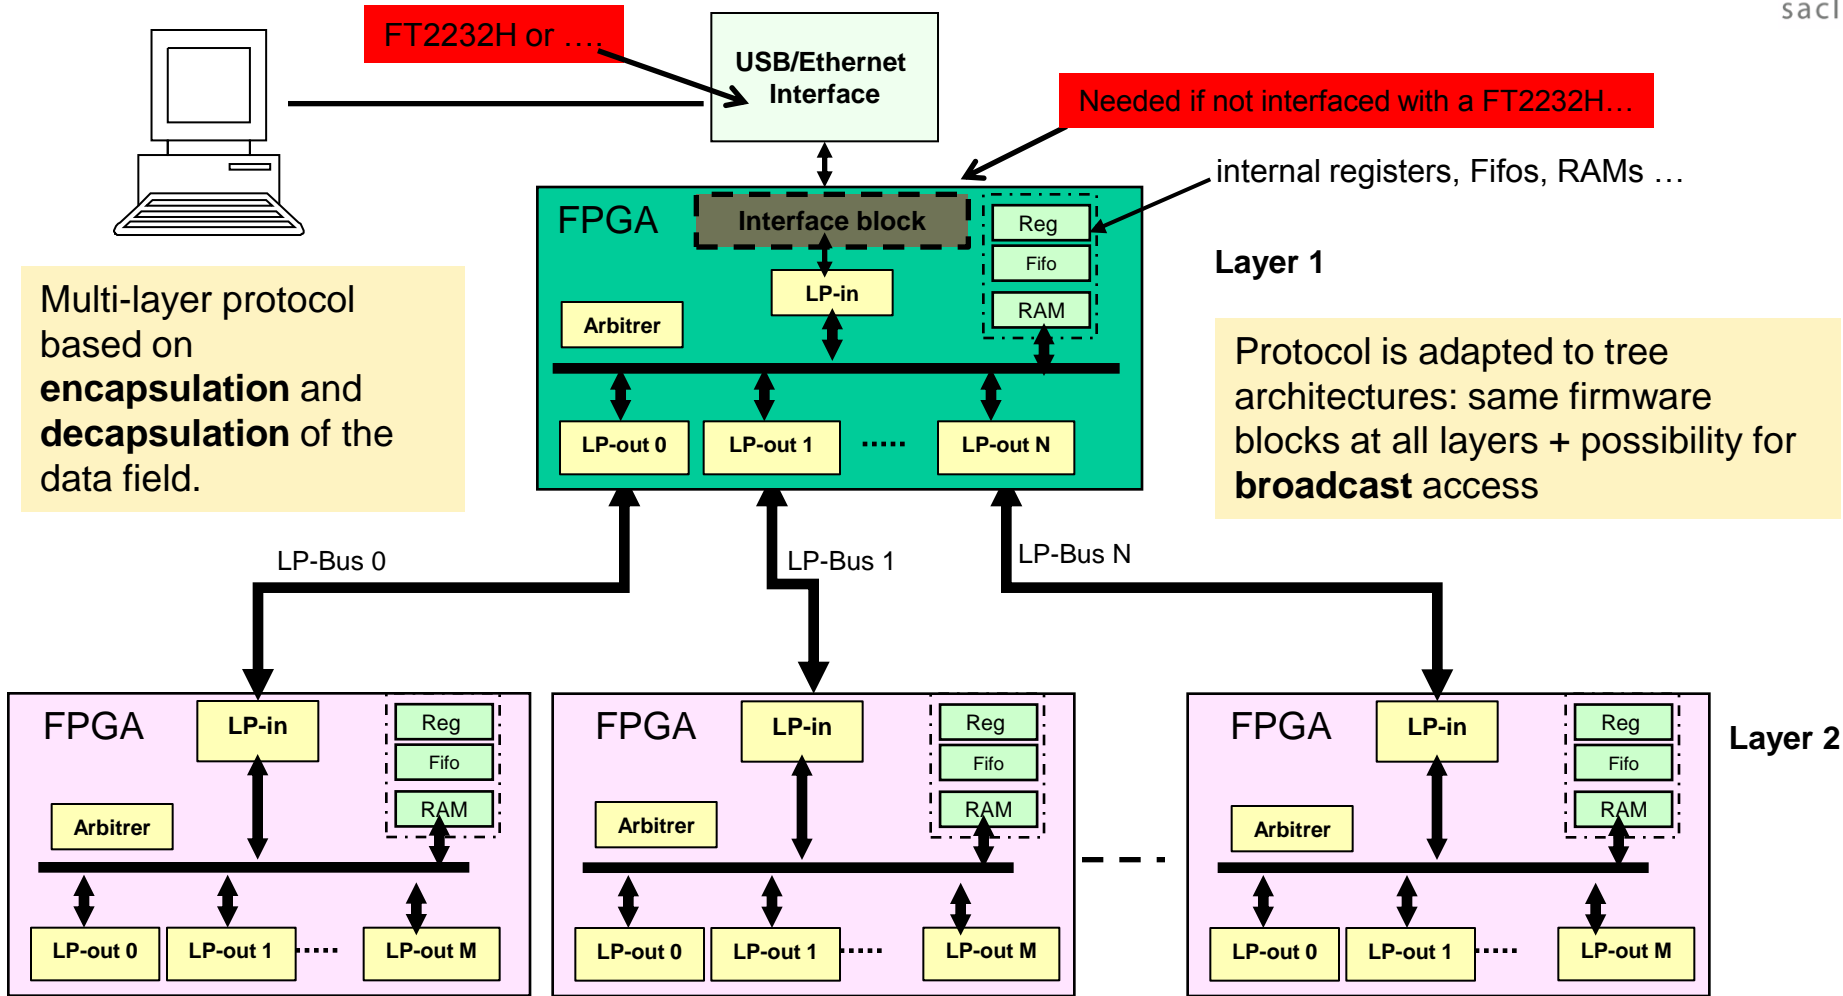 sacl
FT2232H or ….
USB/Ethernet
Interface
Needed if not interfaced with a FT2232H…
internal registers, Fifos, RAMs …
FPGA
Interface block
Reg
Fifo
RAM
LP-in
Arbitrer
Layer 1
LP-out 0
LP-out 1
.....
LP-out N
Multi-layer protocol
based on
encapsulation and
decapsulation of the
data field.
Protocol is adapted to tree
architectures: same firmware
blocks at all layers + possibility for
broadcast access
LP-Bus 0
LP-Bus 1
LP-Bus N
FPGA
LP-in
Reg
Fifo
RAM
Arbitrer
LP-out 0
LP-out 1
.....
LP-out M
FPGA
LP-in
Reg
Fifo
RAM
Arbitrer
LP-out 0
LP-out 1
.....
LP-out M
FPGA
LP-in
Reg
Fifo
RAM
Arbitrer
LP-out 0
LP-out 1
.....
LP-out M
Layer 2